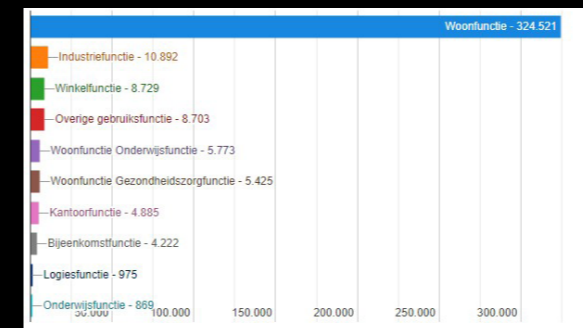 Woonfunctie - 324.521
Industriefunctie - 10.892
Winkelfunctie - 8.729
Overige gebruiksfunctie - 8.703
Woonfunctie Onderwijsfunctie - 5.773
Woonfunctie Gezondheidszorgfunctie - 5.425
Kantoorfunctie - 4.885
Bijeenkomstfunctie - 4.222
Logiesfunctie - 975
Onderwijsfunctie - 869
50.000 100.000 150.000 200.000 250.000 300.000